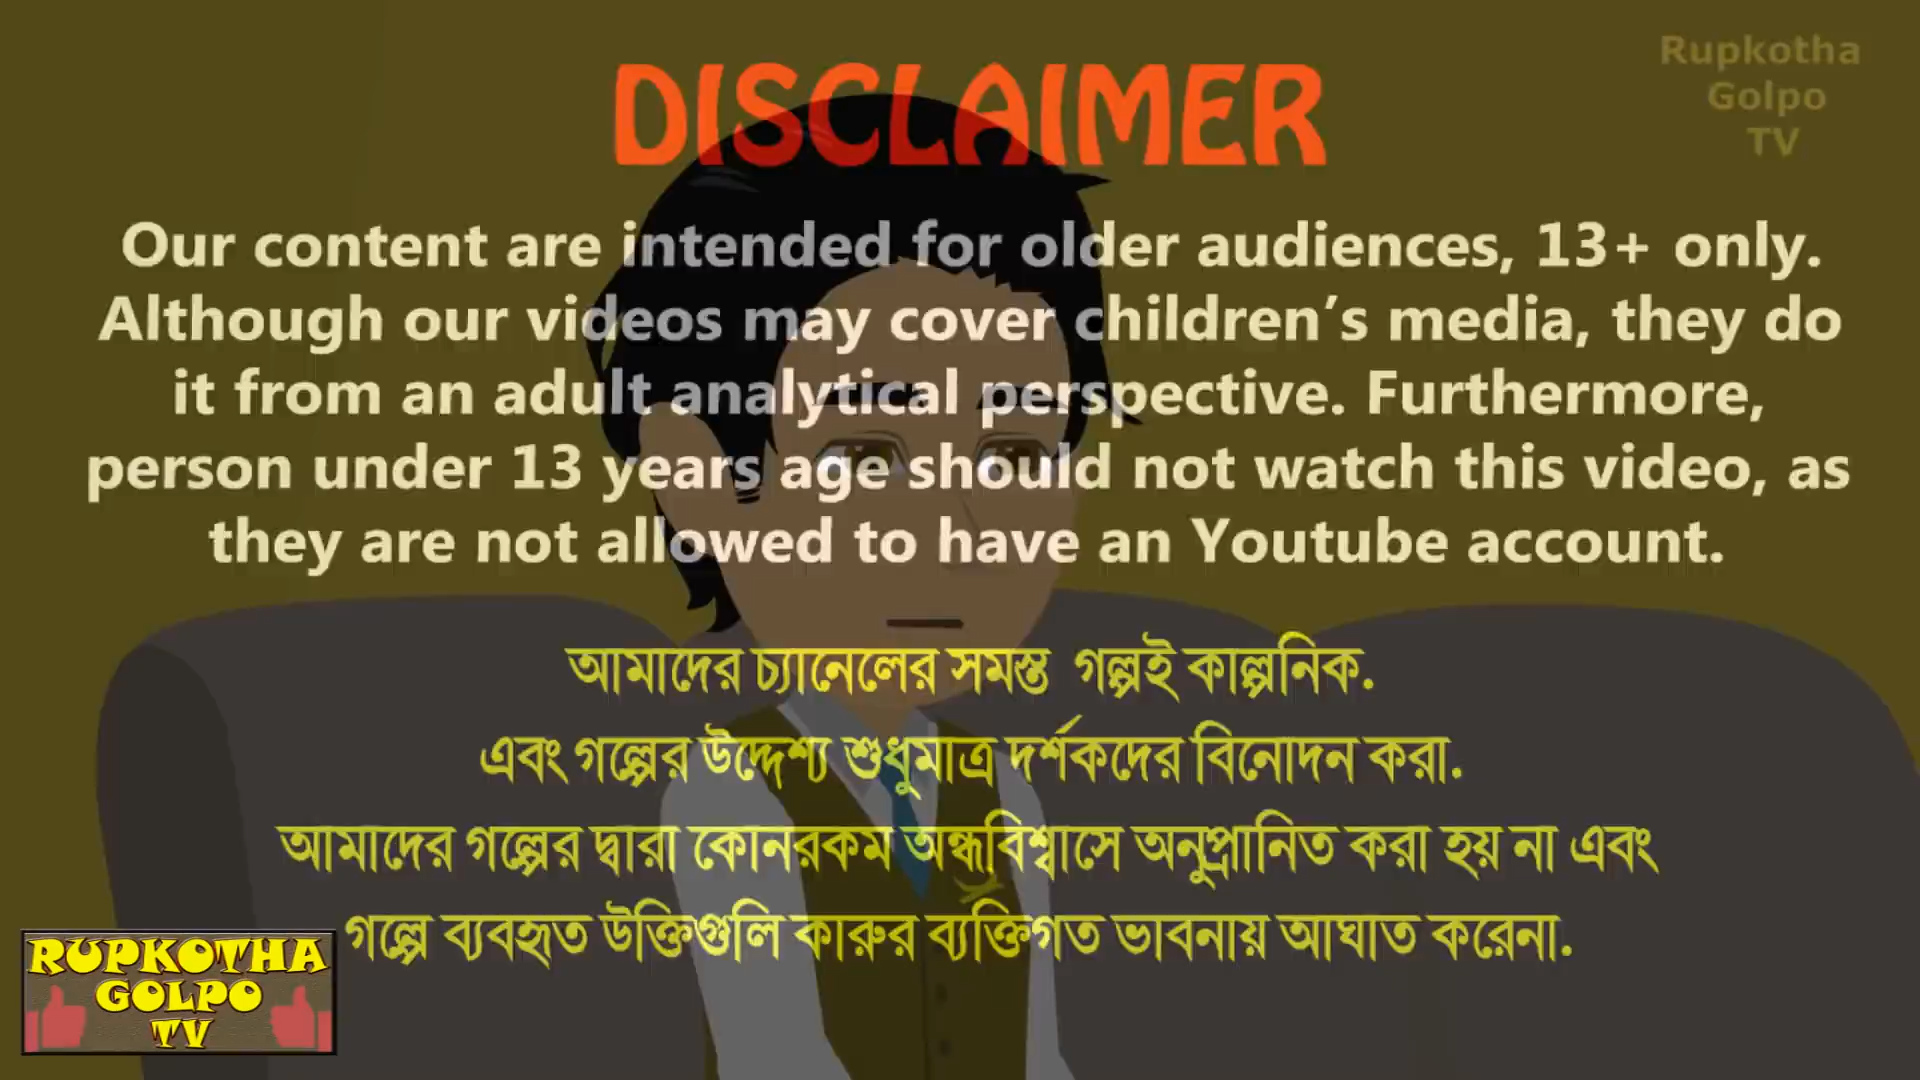 Rupkotha
Golpo
TV
DISCLAIMER
Our content are intended for older audiences, 13+ only.
Although our videos may cover children’s media, they do
it from an adult analytical perspective. Furthermore,
person under 13 years age should not watch this video, as
they are not allowed to have an Youtube account.
আমাদের চ্যানেলের সমস্ত গল্পই কাল্পনিক.
এবং গল্পের উদ্দেশ্য শুধুমাত্র দর্শকদের বিনোদন করা.
আমাদের গল্পের দ্বারা কোনরকম অন্ধবিশ্বাসে অনুপ্রানিত করা হয় না এবং
গল্পে ব্যবহৃত উক্তিগুলি কারুর ব্যক্তিগত ভাবনায় আঘাত করেনা.
RUPKOTHA
GOLPO
TV